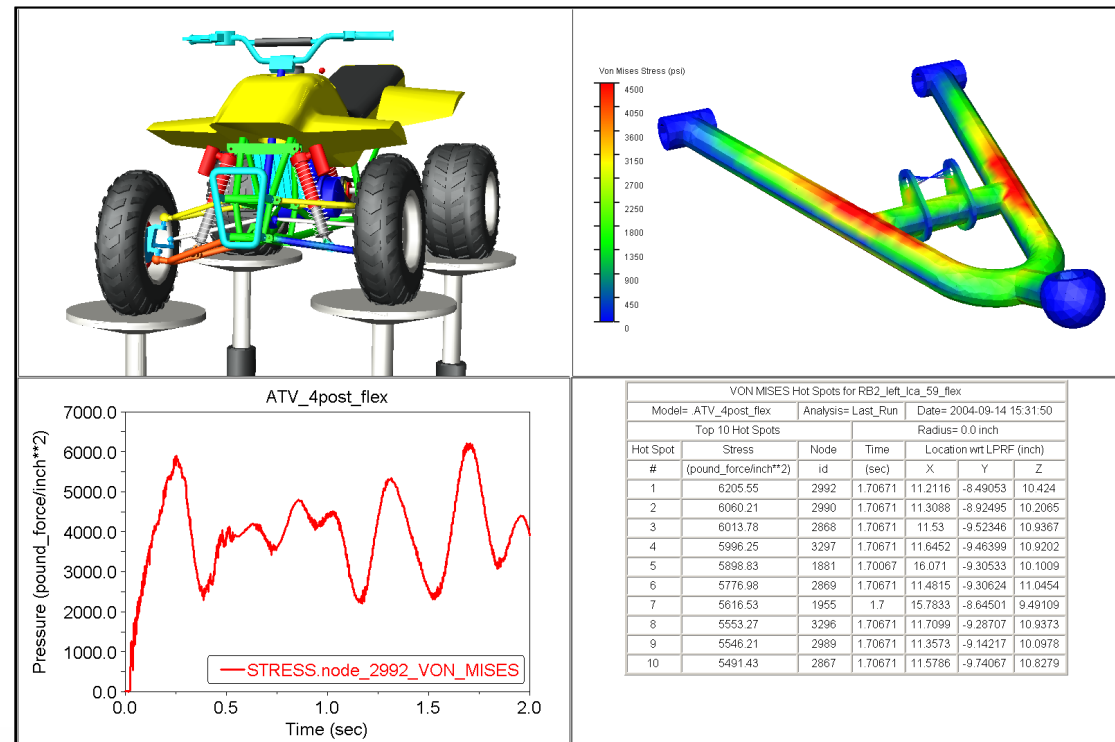 Von Mises Stress (psi)
4500
4050
3600
3150
2700
2250
1800
1350
900
450
0
ATV_4post_flex
7000.0
6000.0
5000.0
4000.0
3000.0
2000.0
1000.0
0.0
Pressure (pound_force/inch**2)
STRESS.node_2992_VON_MISES
0.0 0.5 1.0 1.5 2.0
Time (sec)
VON MISES Hot Spots for RB2_left_lca_59_flex
Model= .ATV_4post_flex Analysis= Last_Run Date= 2004-09-14 15:31:50
Top 10 Hot Spots Radius= 0.0 inch
Hot Spot Stress Node Time Location wrt LPRF (inch)
# (pound_force/inch**2) id (sec) X Y Z
1 6205.55 2992 1.70671 11.2116 -8.49053 10.424
2 6060.21 2990 1.70671 11.3088 -8.92495 10.2065
3 6013.78 2868 1.70671 11.53 -9.52346 10.9367
4 5996.25 3297 1.70671 11.6452 -9.46399 10.9202
5 5898.83 1881 1.70067 16.071 -9.30533 10.1009
6 5776.98 2869 1.70671 11.4815 -9.30624 11.0454
7 5616.53 1955 1.7 15.7833 -8.64501 9.49109
8 5553.27 3296 1.70671 11.7099 -9.28707 10.9373
9 5546.21 2989 1.70671 11.3573 -9.14217 10.0978
10 5491.43 2867 1.70671 11.5786 -9.74067 10.8279